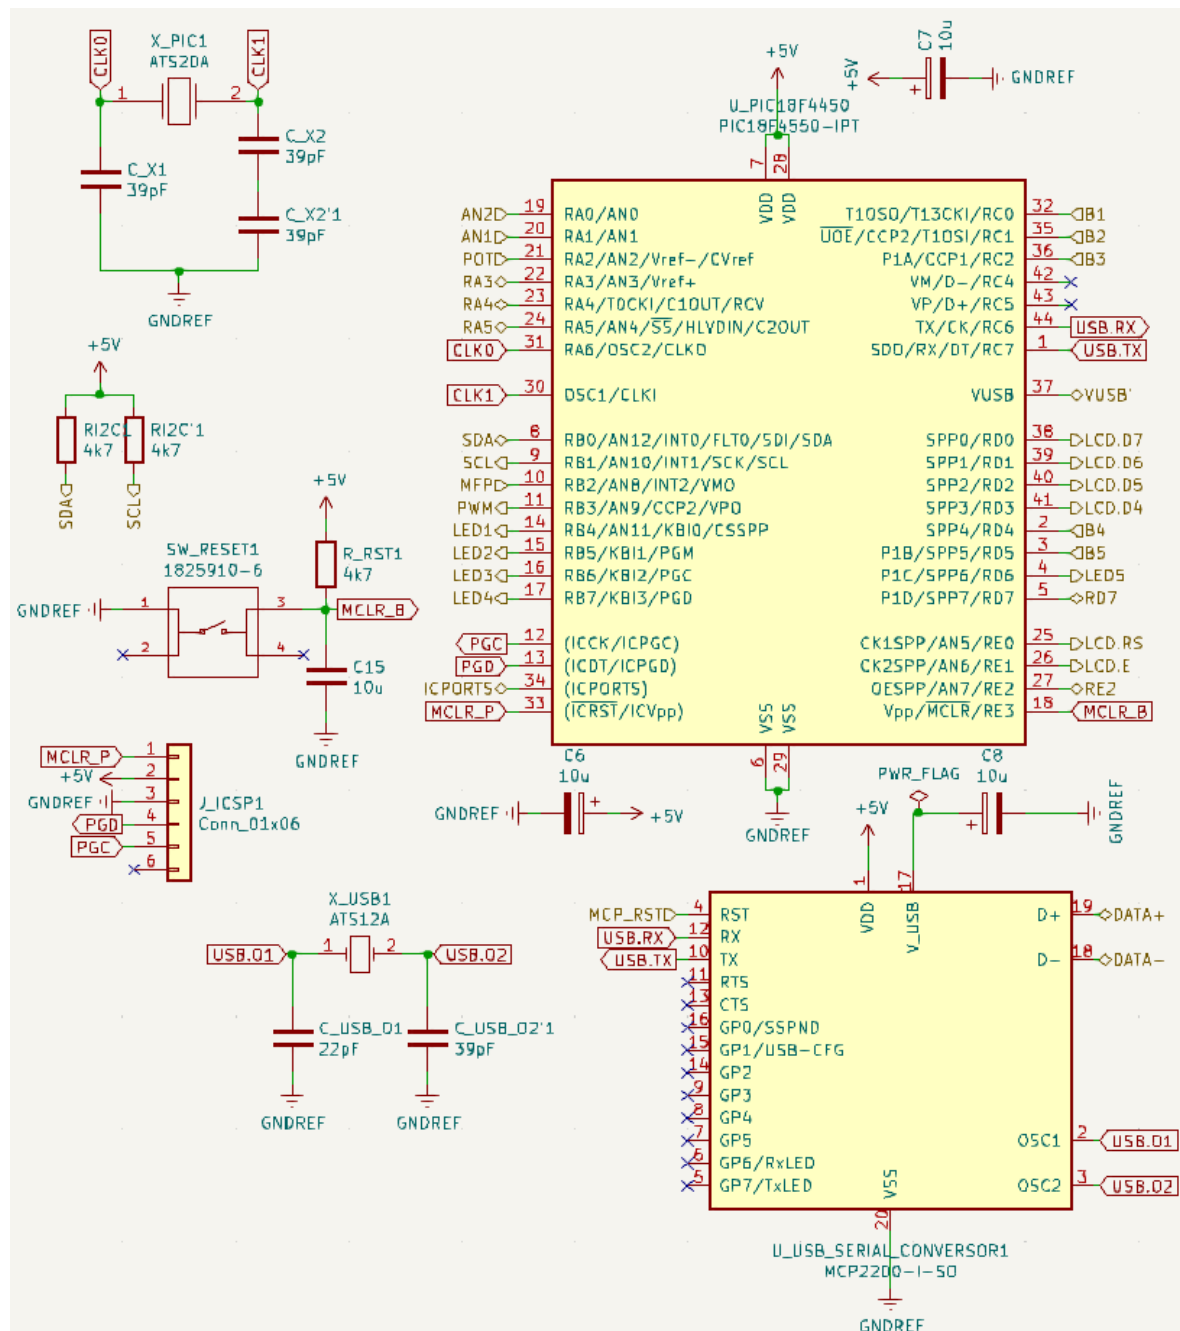 CLK0
X_PIC1
ATS20A
CLK1
1
2
C_X1
39pF
C_X2
39pF
C_X2'1
39pF
GNDREF
+5V
RI2C1
4k7
RI2C'1
4k7
SDA
SCL
SW_RESET1
1825910-6
GNDREF
1
2
3
4
+5V
R_RST1
4k7
MCLR_B
C15
10u
GNDREF
MCLR_P
+5V
GNDREF
PGD
PGC
1
2
3
4
5
6
J_ICSP1
Conn_01x06
X_USB1
ATS12A
USB.O1
1
2
USB.O2
C_USB_O1
22pF
C_USB_O2'1
39pF
GNDREF
GNDREF
+5V
+5V
C7
10u
+
GNDREF
U_PIC18F4450
PIC18F4550-IPT
7
28
VDD
VDD
AN2 19 RA0/AN0
AN1 20 RA1/AN1
POT 21 RA2/AN2/Vref-/CVref
RA3 22 RA3/AN3/Vref+
RA4 23 RA4/T0CKI/C1OUT/RCV
RA5 24 RA5/AN4/SS/HLVDIN/C2OUT
CLK0 31 RA6/OSC2/CLKO
CLK1 30 OSC1/CLKI
SDA 8 RB0/AN12/INT0/FLT0/SDI/SDA
SCL 9 RB1/AN10/INT1/SCK/SCL
MFP 10 RB2/AN8/INT2/VMO
PWM 11 RB3/AN9/CCP2/VPO
LED1 14 RB4/AN11/KBI0/CSSPP
LED2 15 RB5/KBI1/PGM
LED3 16 RB6/KBI2/PGC
LED4 17 RB7/KBI3/PGD
PGC 12 (ICCK/ICPGC)
PGD 13 (ICDT/ICPGD)
ICPORTS 34 (ICPORTS)
MCLR_P 33 (ICRST/ICVpp)
T1OSO/T13CKI/RC0 32 B1
UOE/CCP2/T1OSI/RC1 35 B2
P1A/CCP1/RC2 36 B3
VM/D-/RC4 42
VP/D+/RC5 43
TX/CK/RC6 44 USB.RX
SDO/RX/DT/RC7 1 USB.TX
VUSB 37 VUSB'
SPP0/RD0 38 LCD.D7
SPP1/RD1 39 LCD.D6
SPP2/RD2 40 LCD.D5
SPP3/RD3 41 LCD.D4
SPP4/RD4 2 B4
P1B/SPP5/RD5 3 B5
P1C/SPP6/RD6 4 LED5
P1D/SPP7/RD7 5 RD7
CK1SPP/AN5/RE0 25 LCD.RS
CK2SPP/AN6/RE1 26 LCD.E
OESPP/AN7/RE2 27 RE2
Vpp/MCLR/RE3 18 MCLR_B
VSS
VSS
6
29
GNDREF
C6
10u
GNDREF
+
+5V
PWR_FLAG
C8
10u
+
GNDREF
+5V
1
17
VDD
V_USB
MCP_RST 4 RST
USB.RX 12 RX
USB.TX 10 TX
11 RTS
13 CTS
16 GP0/SSPND
15 GP1/USB-CFG
14 GP2
9 GP3
8 GP4
7 GP5
6 GP6/RxLED
5 GP7/TxLED
D+ 19 DATA+
D- 18 DATA-
OSC1 2 USB.O1
OSC2 3 USB.O2
VSS
20
U_USB_SERIAL_CONVERSOR1
MCP2200-I-SO
GNDREF